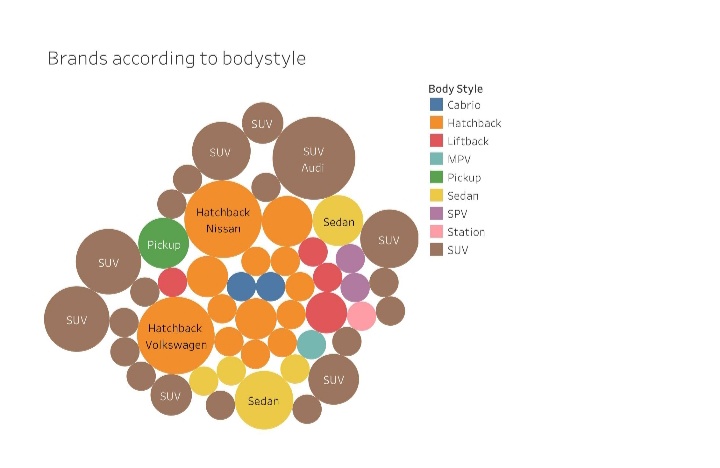 Brands according to bodystyle
Body Style
Cabrio
Hatchback
Liftback
MPV
Pickup
Sedan
SPV
Station
SUV
SUV
SUV
SUV
Audi
Hatchback
Nissan
Sedan
Pickup
SUV
SUV
SUV
Hatchback
Volkswagen
SUV
SUV
Sedan